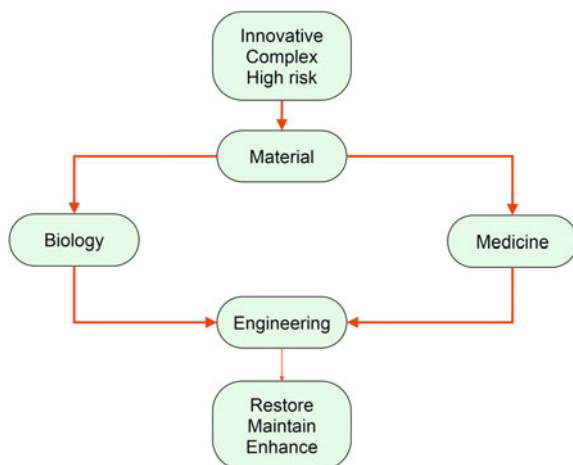 Innovative
Complex
High risk
Material
Biology
Medicine
Engineering
Restore
Maintain
Enhance